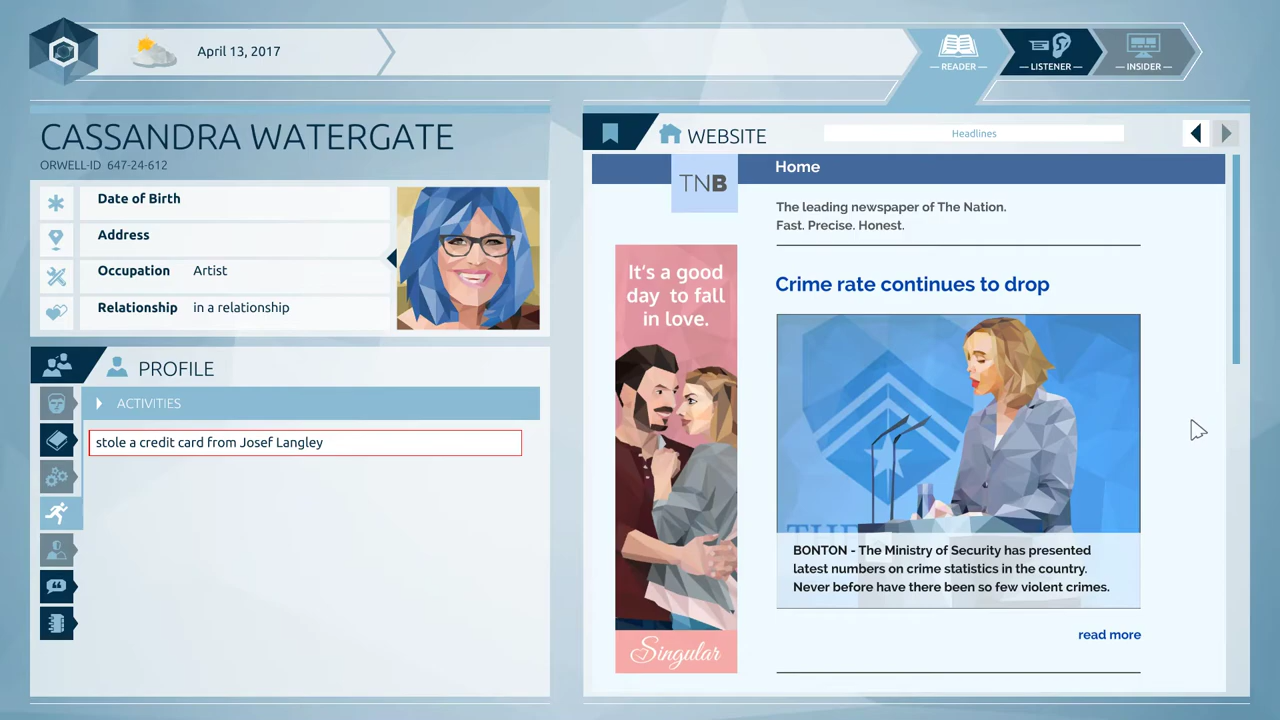 April 13, 2017
READER
LISTENER
INSIDER
CASSANDRA WATERGATE
ORWELL-ID 647-24-612
Date of Birth
Address
Occupation Artist
Relationship in a relationship
PROFILE
ACTIVITIES
stole a credit card from Josef Langley
WEBSITE
Headlines
TNB
Home
The leading newspaper of The Nation.
Fast. Precise. Honest.
It's a good
day to fall
in love.
Singular
Crime rate continues to drop
THE
BONTON - The Ministry of Security has presented
latest numbers on crime statistics in the country.
Never before have there been so few violent crimes.
read more